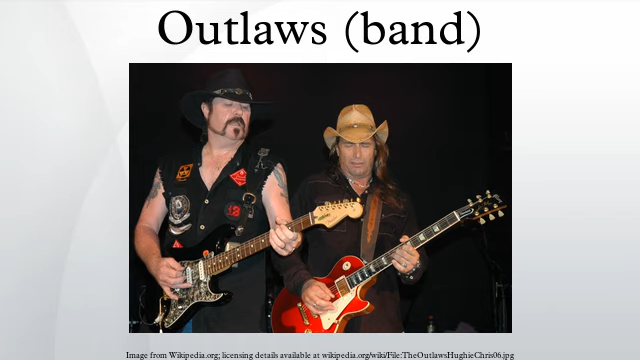 Outlaws (band)
Image from Wikipedia.org; licensing details available at wikipedia.org/wiki/File:TheOutlawsHughieChris06.jpg